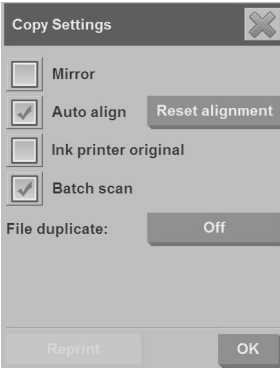 Copy Settings
Mirror
Auto align Reset alignment
Ink printer original
Batch scan
File duplicate: Off
Reprint OK